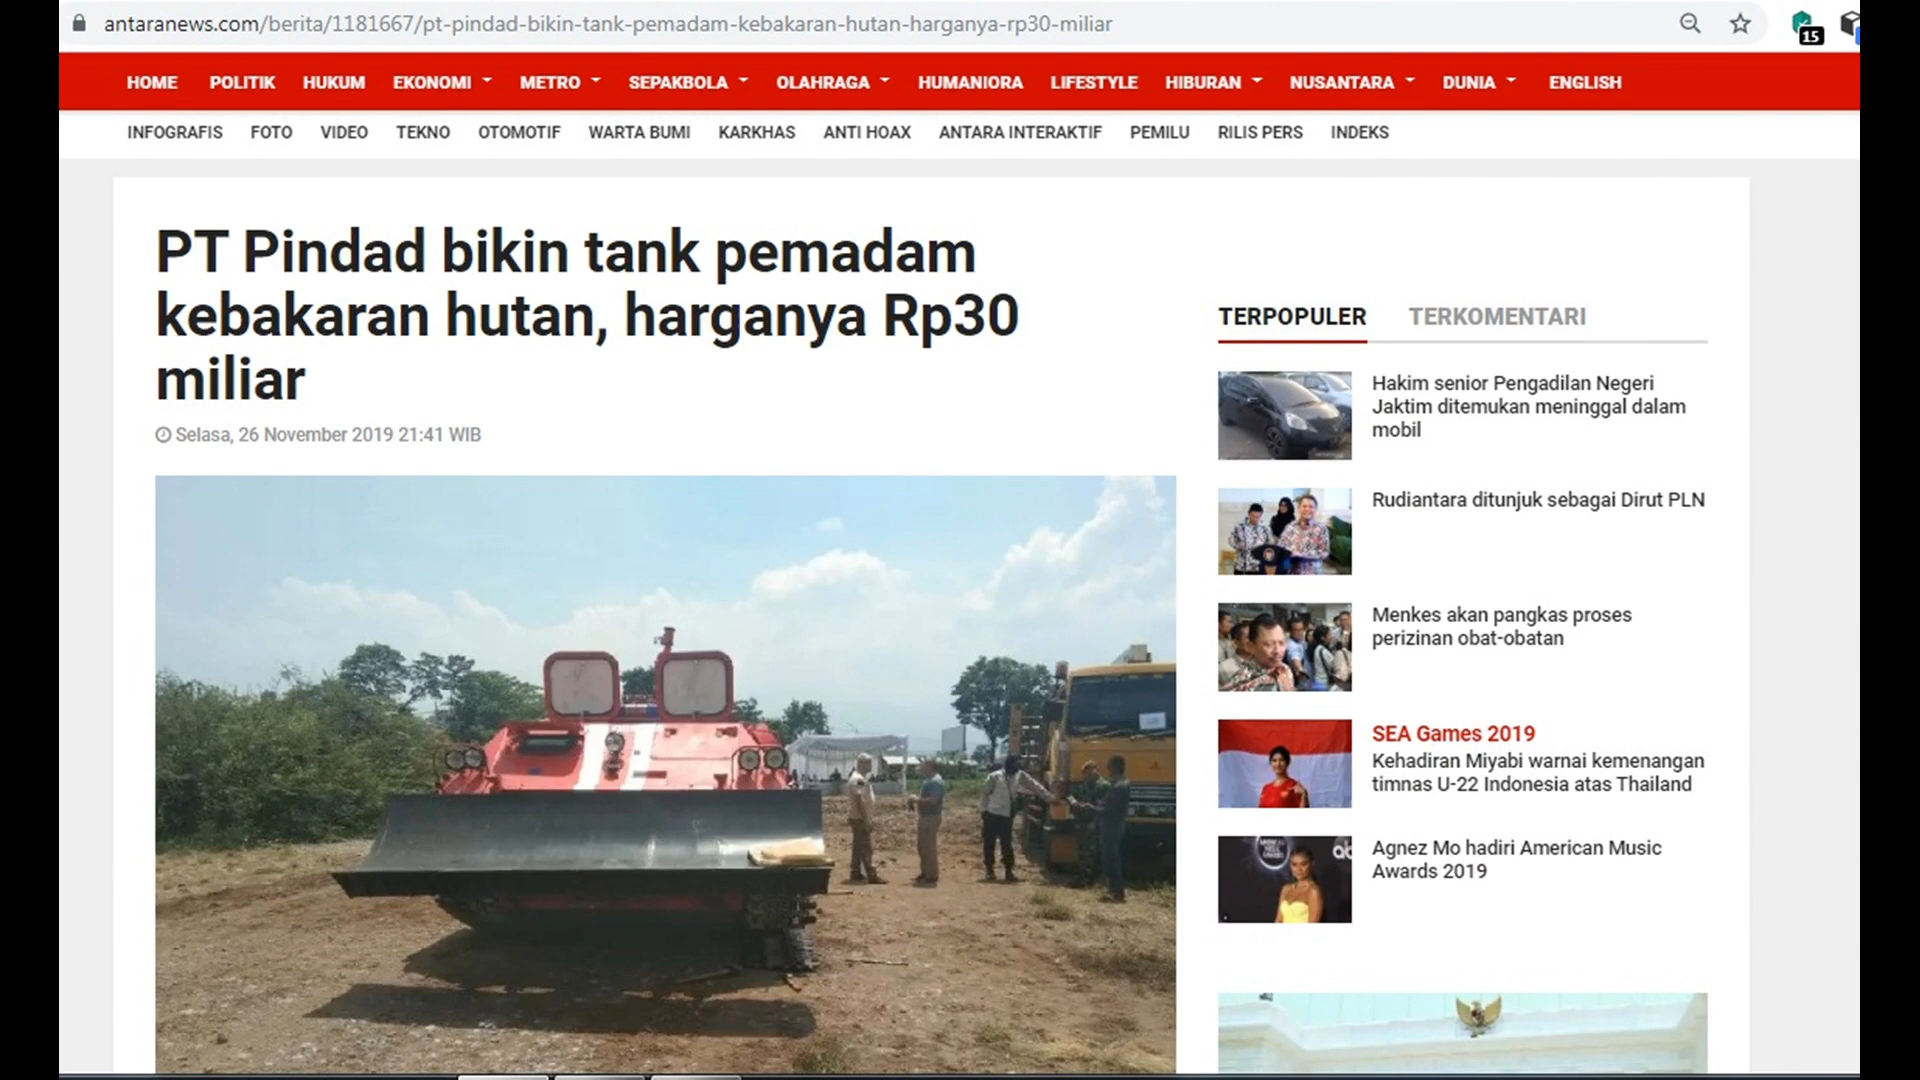 antaranews.com/berita/1181667/pt-pindad-bikin-tank-pemadam-kebakaran-hutan-harganya-rp30-miliar
15
HOME POLITIK HUKUM EKONOMI METRO SEPAKBOLA OLAHRAGA HUMANIORA LIFESTYLE HIBURAN NUSANTARA DUNIA ENGLISH
INFOGRAFIS FOTO VIDEO TEKNO OTOMOTIF WARTA BUMI KARKHAS ANTI HOAX ANTARA INTERAKTIF PEMILU RILIS PERS INDEKS
PT Pindad bikin tank pemadam
kebakaran hutan, harganya Rp30
miliar
Selasa, 26 November 2019 21:41 WIB
TERPOPULER TERKOMENTARI
Hakim senior Pengadilan Negeri
Jaktim ditemukan meninggal dalam
mobil
Rudiantara ditunjuk sebagai Dirut PLN
Menkes akan pangkas proses
perizinan obat-obatan
SEA Games 2019
Kehadiran Miyabi warnai kemenangan
timnas U-22 Indonesia atas Thailand
Agnez Mo hadiri American Music
Awards 2019